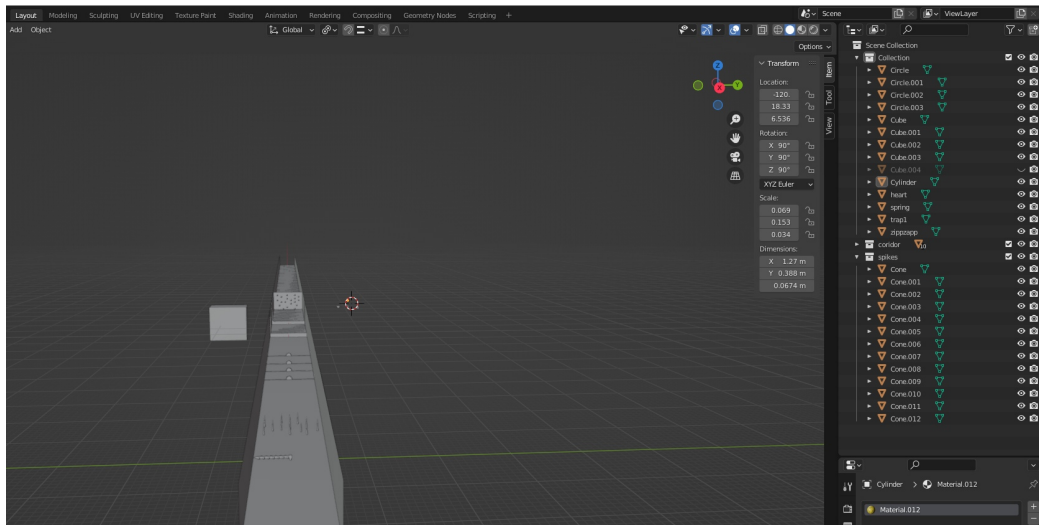 Layout Modeling Sculpting UV Editing Texture Paint Shading Animation Rendering Compositing Geometry Nodes Scripting + Scene ViewLayer
Add Object Global
Options
Scene Collection
Collection
Circle
Circle.001
Circle.002
Circle.003
Cube
Cube.001
Cube.002
Cube.003
Cube.004
Cylinder
heart
spring
trap1
zippzapp
coridor 10
spikes
Cone
Cone.001
Cone.002
Cone.003
Cone.004
Cone.005
Cone.006
Cone.007
Cone.008
Cone.009
Cone.010
Cone.011
Cone.012
Z
Y
X
Transform
Location:
-120.
18.33
6.536
Rotation:
X 90°
Y 90°
Z 90°
XYZ Euler
Scale:
0.069
0.153
0.034
Dimensions:
X 1.27 m
Y 0.388 m
0.0674 m
Item
Tool
View
Cylinder > Material.012
Material.012